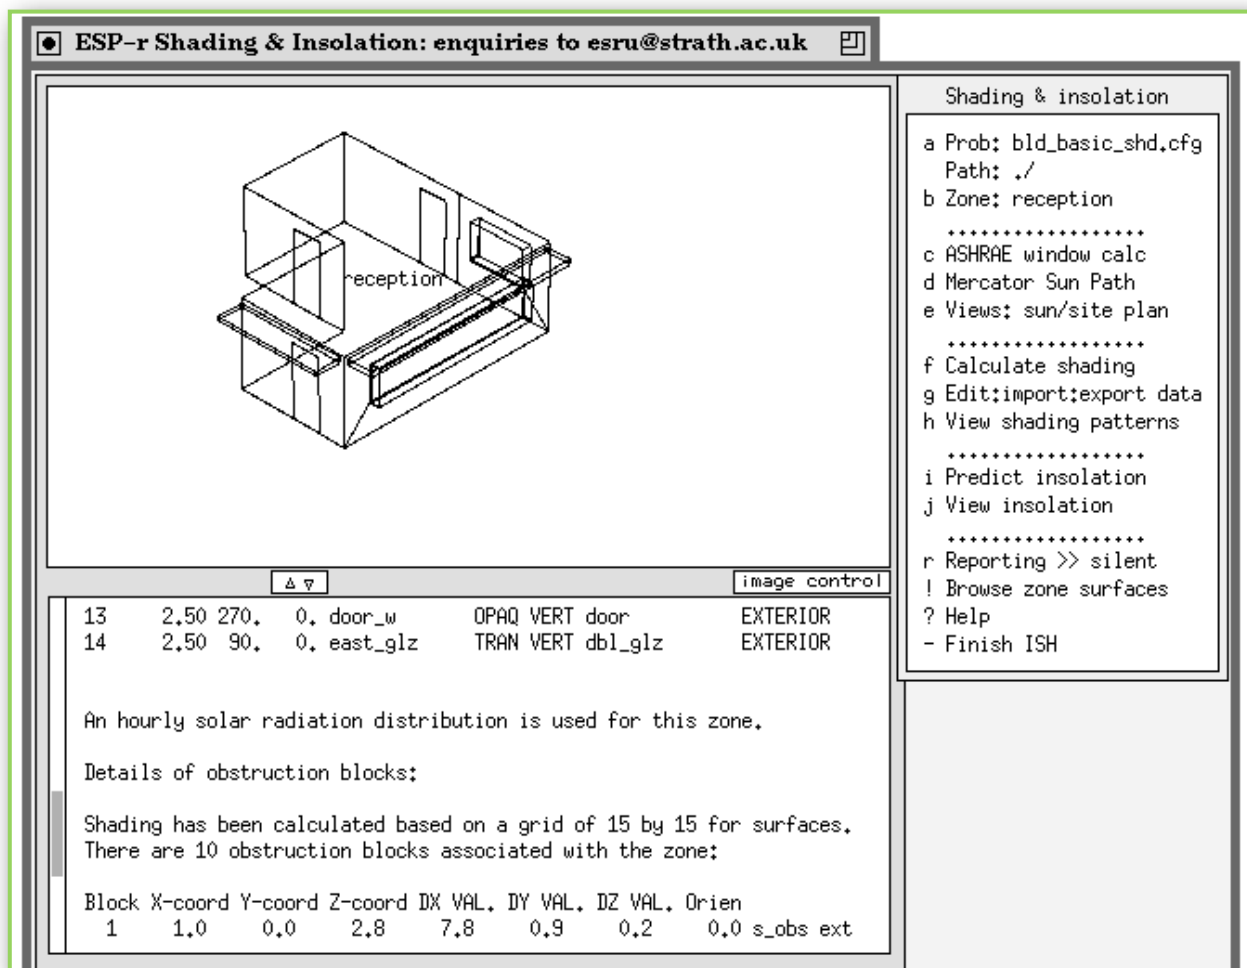 ESP-r Shading & Insolation: enquiries to esru@strath.ac.uk
reception
image control
13 2.50 270. 0. door_w OPAQ VERT door EXTERIOR
14 2.50 90. 0. east_glz TRAN VERT dbl_glz EXTERIOR
An hourly solar radiation distribution is used for this zone.
Details of obstruction blocks:
Shading has been calculated based on a grid of 15 by 15 for surfaces.
There are 10 obstruction blocks associated with the zone:
Block X-coord Y-coord Z-coord DX VAL. DY VAL. DZ VAL. Orien
1 1.0 0.0 2.8 7.8 0.9 0.2 0.0 s_obs ext
Shading & insolation
a Prob: bld_basic_shd.cfg
Path: ./
b Zone: reception
..................
c ASHRAE window calc
d Mercator Sun Path
e Views: sun/site plan
..................
f Calculate shading
g Edit:import:export data
h View shading patterns
..................
i Predict insolation
j View insolation
..................
r Reporting >> silent
! Browse zone surfaces
? Help
- Finish ISH